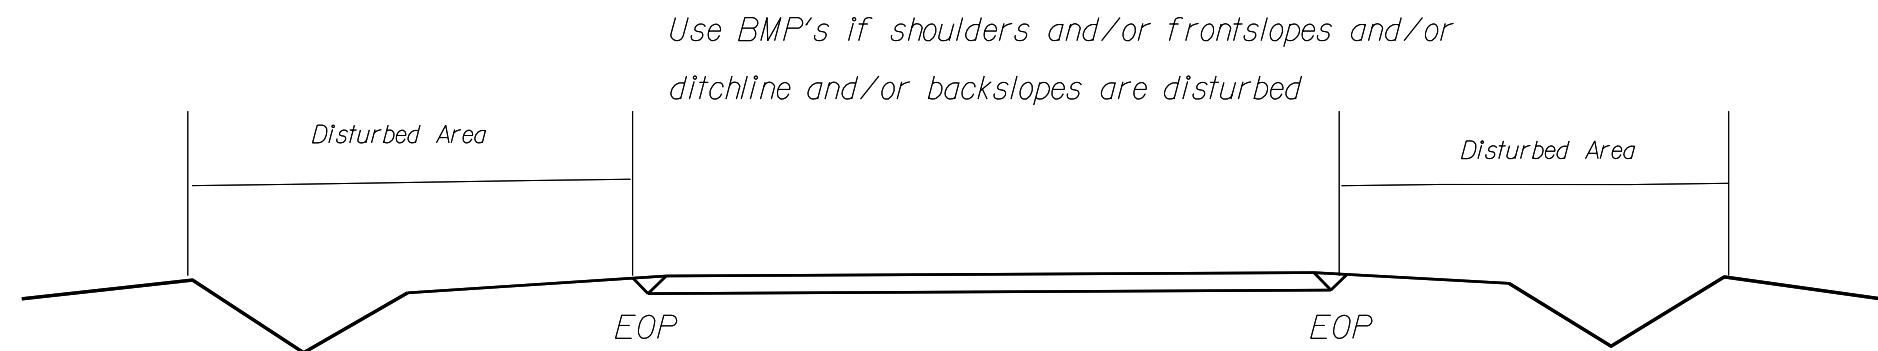 Use BMP's if shoulders and/or frontslopes and/or
ditchline and/or backslopes are disturbed
Disturbed Area
Disturbed Area
EOP
EOP